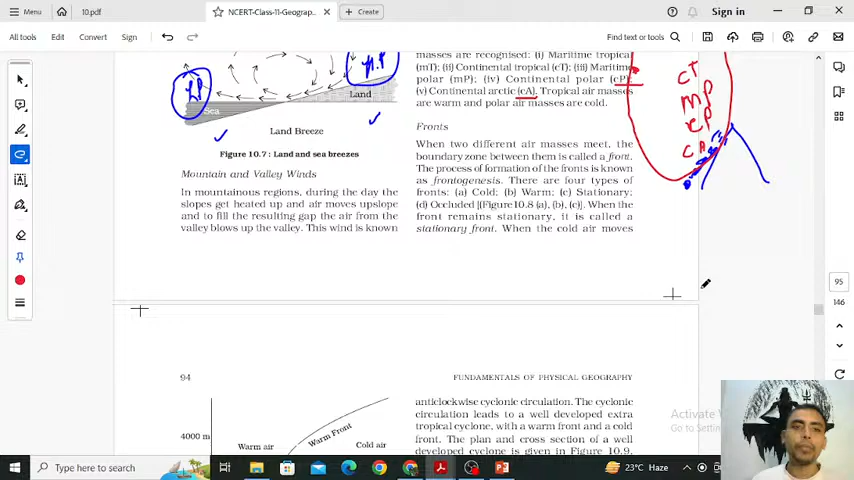 Menu
NCERT-Class-11-Geograp...
Create
Sign in
All tools
Edit
Convert
Sign
Find text or tools
LP
H.P
Sea
Land
Land Breeze
Figure 10.7 : Land and sea breezes
Mountain and Valley Winds
In mountainous regions, during the day the
slopes get heated up and air moves upslope
and to fill the resulting gap the air from the
valley blows up the valley. This wind is known
masses are recognised: (i) Maritime tropical
(mT); (ii) Continental tropical (cT); (iii) Maritime
polar (mP); (iv) Continental polar (cP);
(v) Continental arctic (cA). Tropical air masses
are warm and polar air masses are cold.
Fronts
When two different air masses meet, the
boundary zone between them is called a front.
The process of formation of the fronts is known
as frontogenesis. There are four types of
fronts: (a) Cold; (b) Warm; (c) Stationary;
(d) Occluded [(Figure 10.8 (a), (b), (c)]. When the
front remains stationary, it is called a
stationary front. When the cold air moves
cT
mP
cP
CA
95
146
94
FUNDAMENTALS OF PHYSICAL GEOGRAPHY
4000 m
Warm air
Warm Front
Cold air
anticlockwise cyclonic circulation. The cyclonic
circulation leads to a well developed extra
tropical cyclone, with a warm front and a cold
front. The plan and cross section of a well
developed cyclone is given in Figure 10.9.
Activate
Go to Setting
Type here to search
23°C Haze